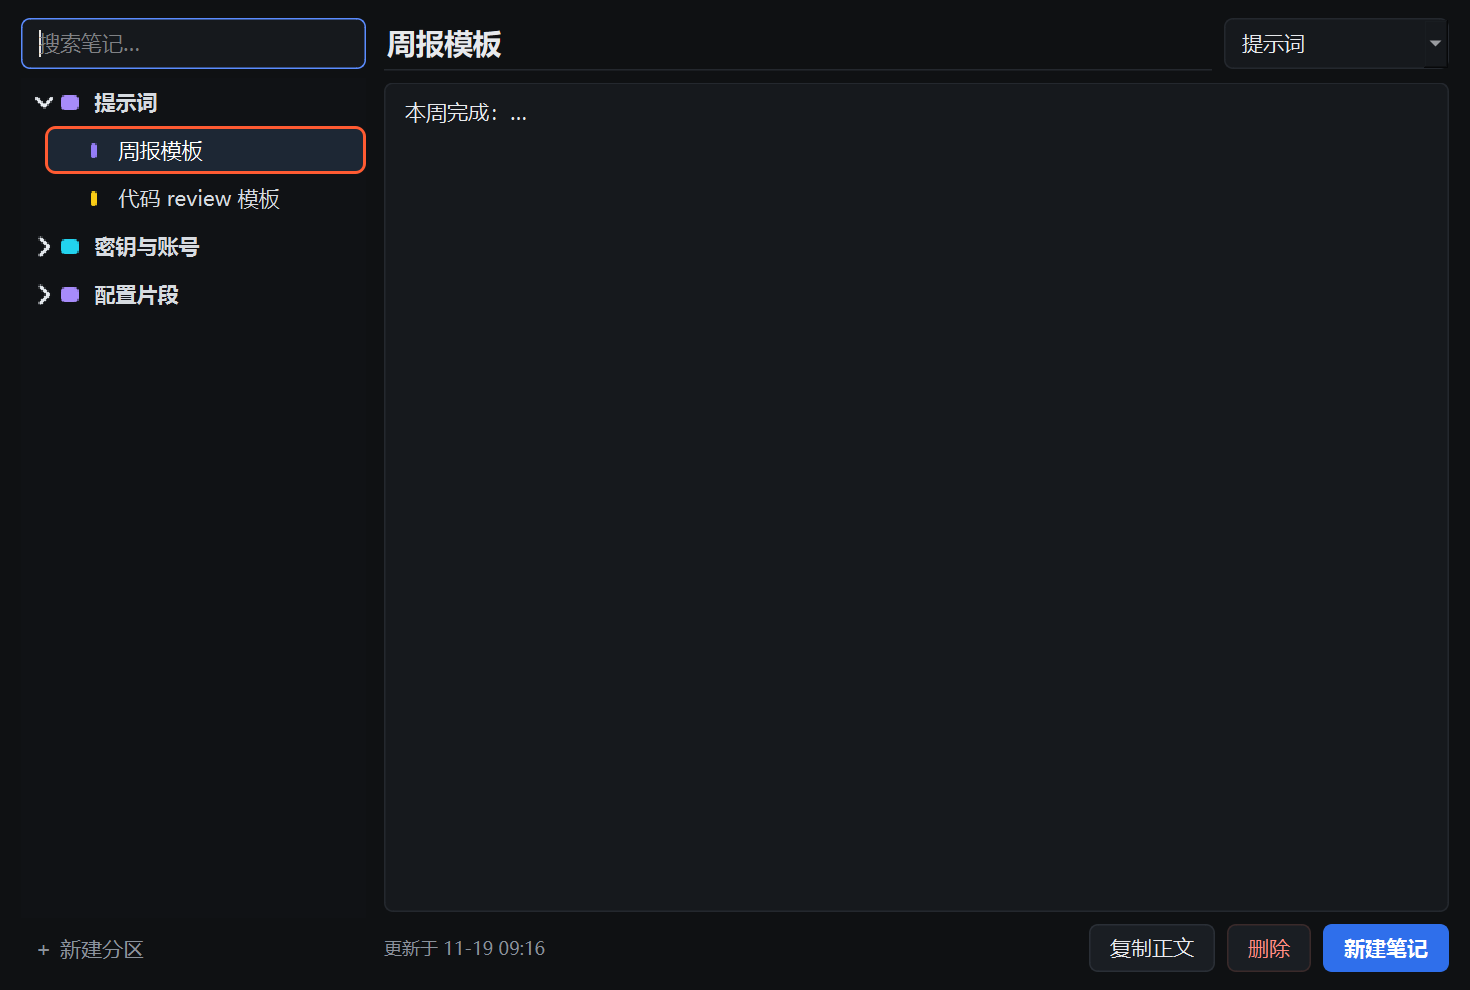 搜索笔记...
周报模板
提示词
提示词
周报模板
代码 review 模板
密钥与账号
配置片段
本周完成：...
+ 新建分区
更新于 11-19 09:16
复制正文
删除
新建笔记